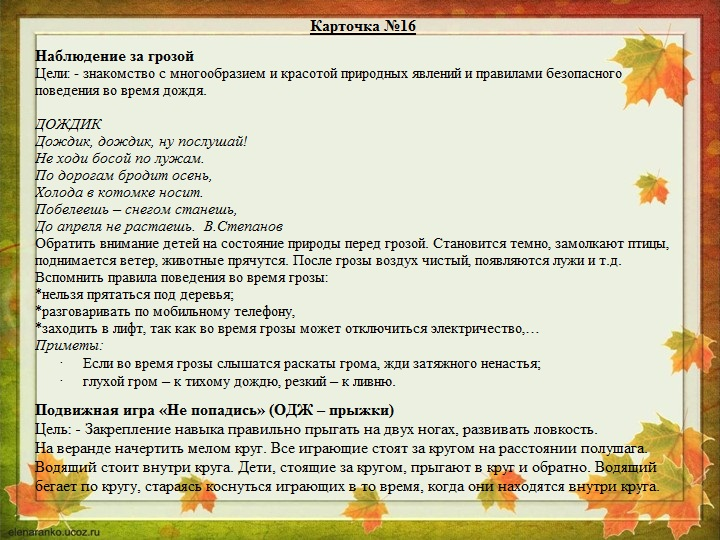 Карточка №16
Наблюдение за грозой
Цели: - знакомство с многообразием и красотой природных явлений и правилами безопасного
поведения во время дождя.
ДОЖДИК
Дождик, дождик, ну послушай!
Не ходи босой по лужам.
По дорогам бродит осень,
Холода в котомке носит.
Побелеешь – снегом станешь,
До апреля не растаешь. В.Степанов
Обратить внимание детей на состояние природы перед грозой. Становится темно, замолкают птицы,
поднимается ветер, животные прячутся. После грозы воздух чистый, появляются лужи и т.д.
Вспомнить правила поведения во время грозы:
*нельзя прятаться под деревья;
*разговаривать по мобильному телефону,
*заходить в лифт, так как во время грозы может отключиться электричество,…
Приметы:
· Если во время грозы слышатся раскаты грома, жди затяжного ненастья;
· глухой гром – к тихому дождю, резкий – к ливню.
Подвижная игра «Не попадись» (ОДЖ – прыжки)
Цель: - Закрепление навыка правильно прыгать на двух ногах, развивать ловкость.
На веранде начертить мелом круг. Все играющие стоят за кругом на расстоянии полушага.
Водящий стоит внутри круга. Дети, стоящие за кругом, прыгают в круг и обратно. Водящий
бегает по кругу, стараясь коснуться играющих в то время, когда они находятся внутри круга.
elenaranko.ucoz.ru